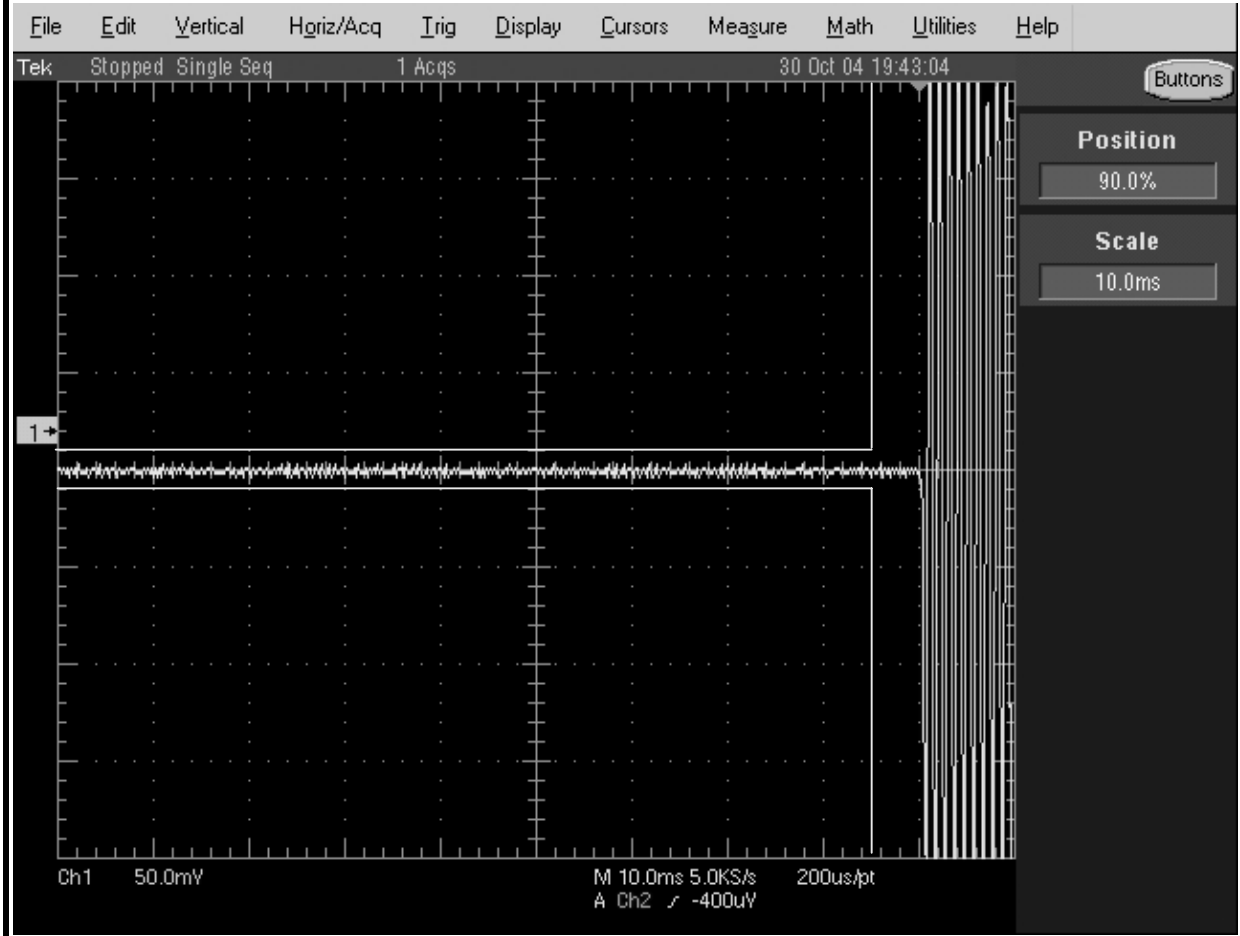 File Edit Vertical Horiz/Acq Trig Display Cursors Measure Math Utilities Help
Tek Stopped Single Seq 1 Acqs 30 Oct 04 19:43:04
Buttons
Position
90.0%
Scale
10.0ms
1
Ch1 50.0mV M 10.0ms 5.0KS/s 200us/pt
A Ch2 -400uV